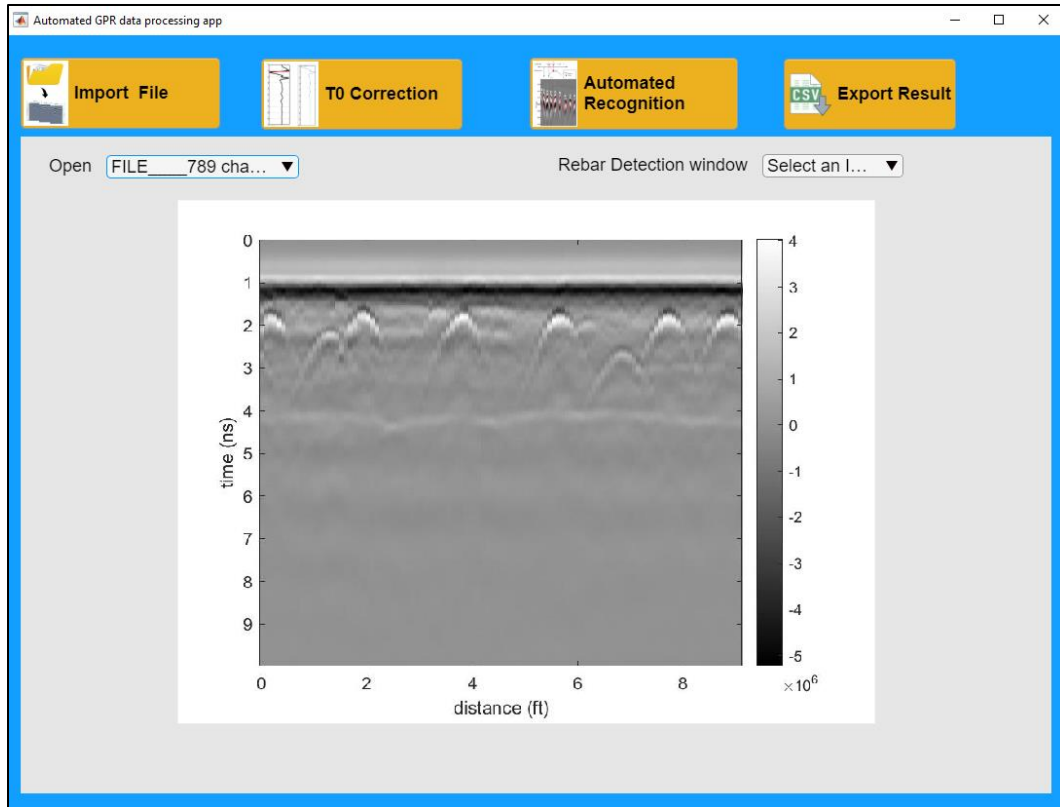 Automated GPR data processing app
Import File
T0 Correction
Automated
Recognition
CSV
Export Result
Open
FILE____789 cha...
Rebar Detection window
Select an I...
0
1
2
3
4
5
6
7
8
9
time (ns)
0
2
4
6
8
distance (ft)
4
3
2
1
0
-1
-2
-3
-4
-5
×10⁶